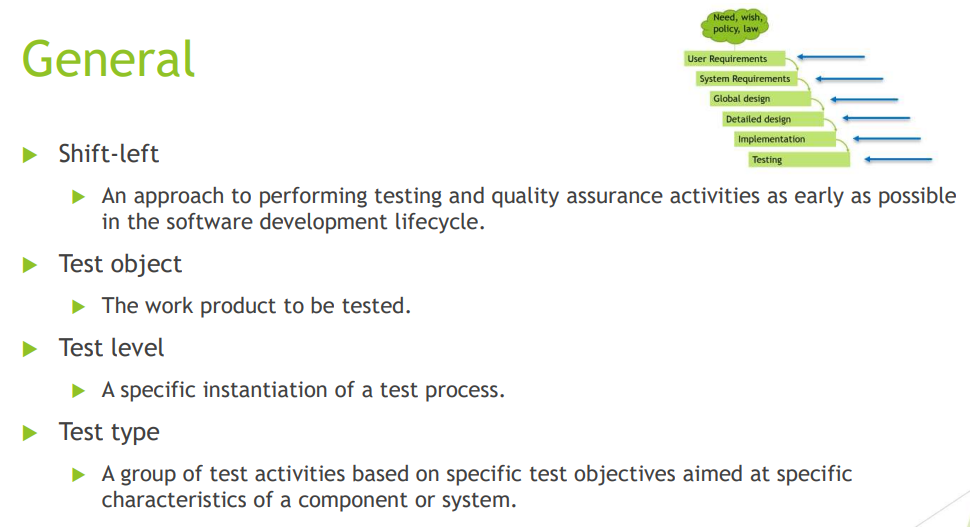 General
Need, wish,
policy, law
User Requirements
System Requirements
Global design
Detailed design
Implementation
Testing
Shift-left
An approach to performing testing and quality assurance activities as early as possible
in the software development lifecycle.
Test object
The work product to be tested.
Test level
A specific instantiation of a test process.
Test type
A group of test activities based on specific test objectives aimed at specific
characteristics of a component or system.